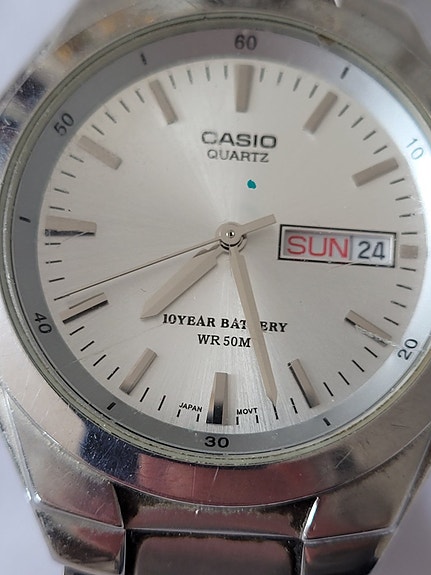 60
50
10
CASIO
QUARTZ
SUN 24
40
10YEAR BATTERY
WR 50M
20
JAPAN MOVT
30